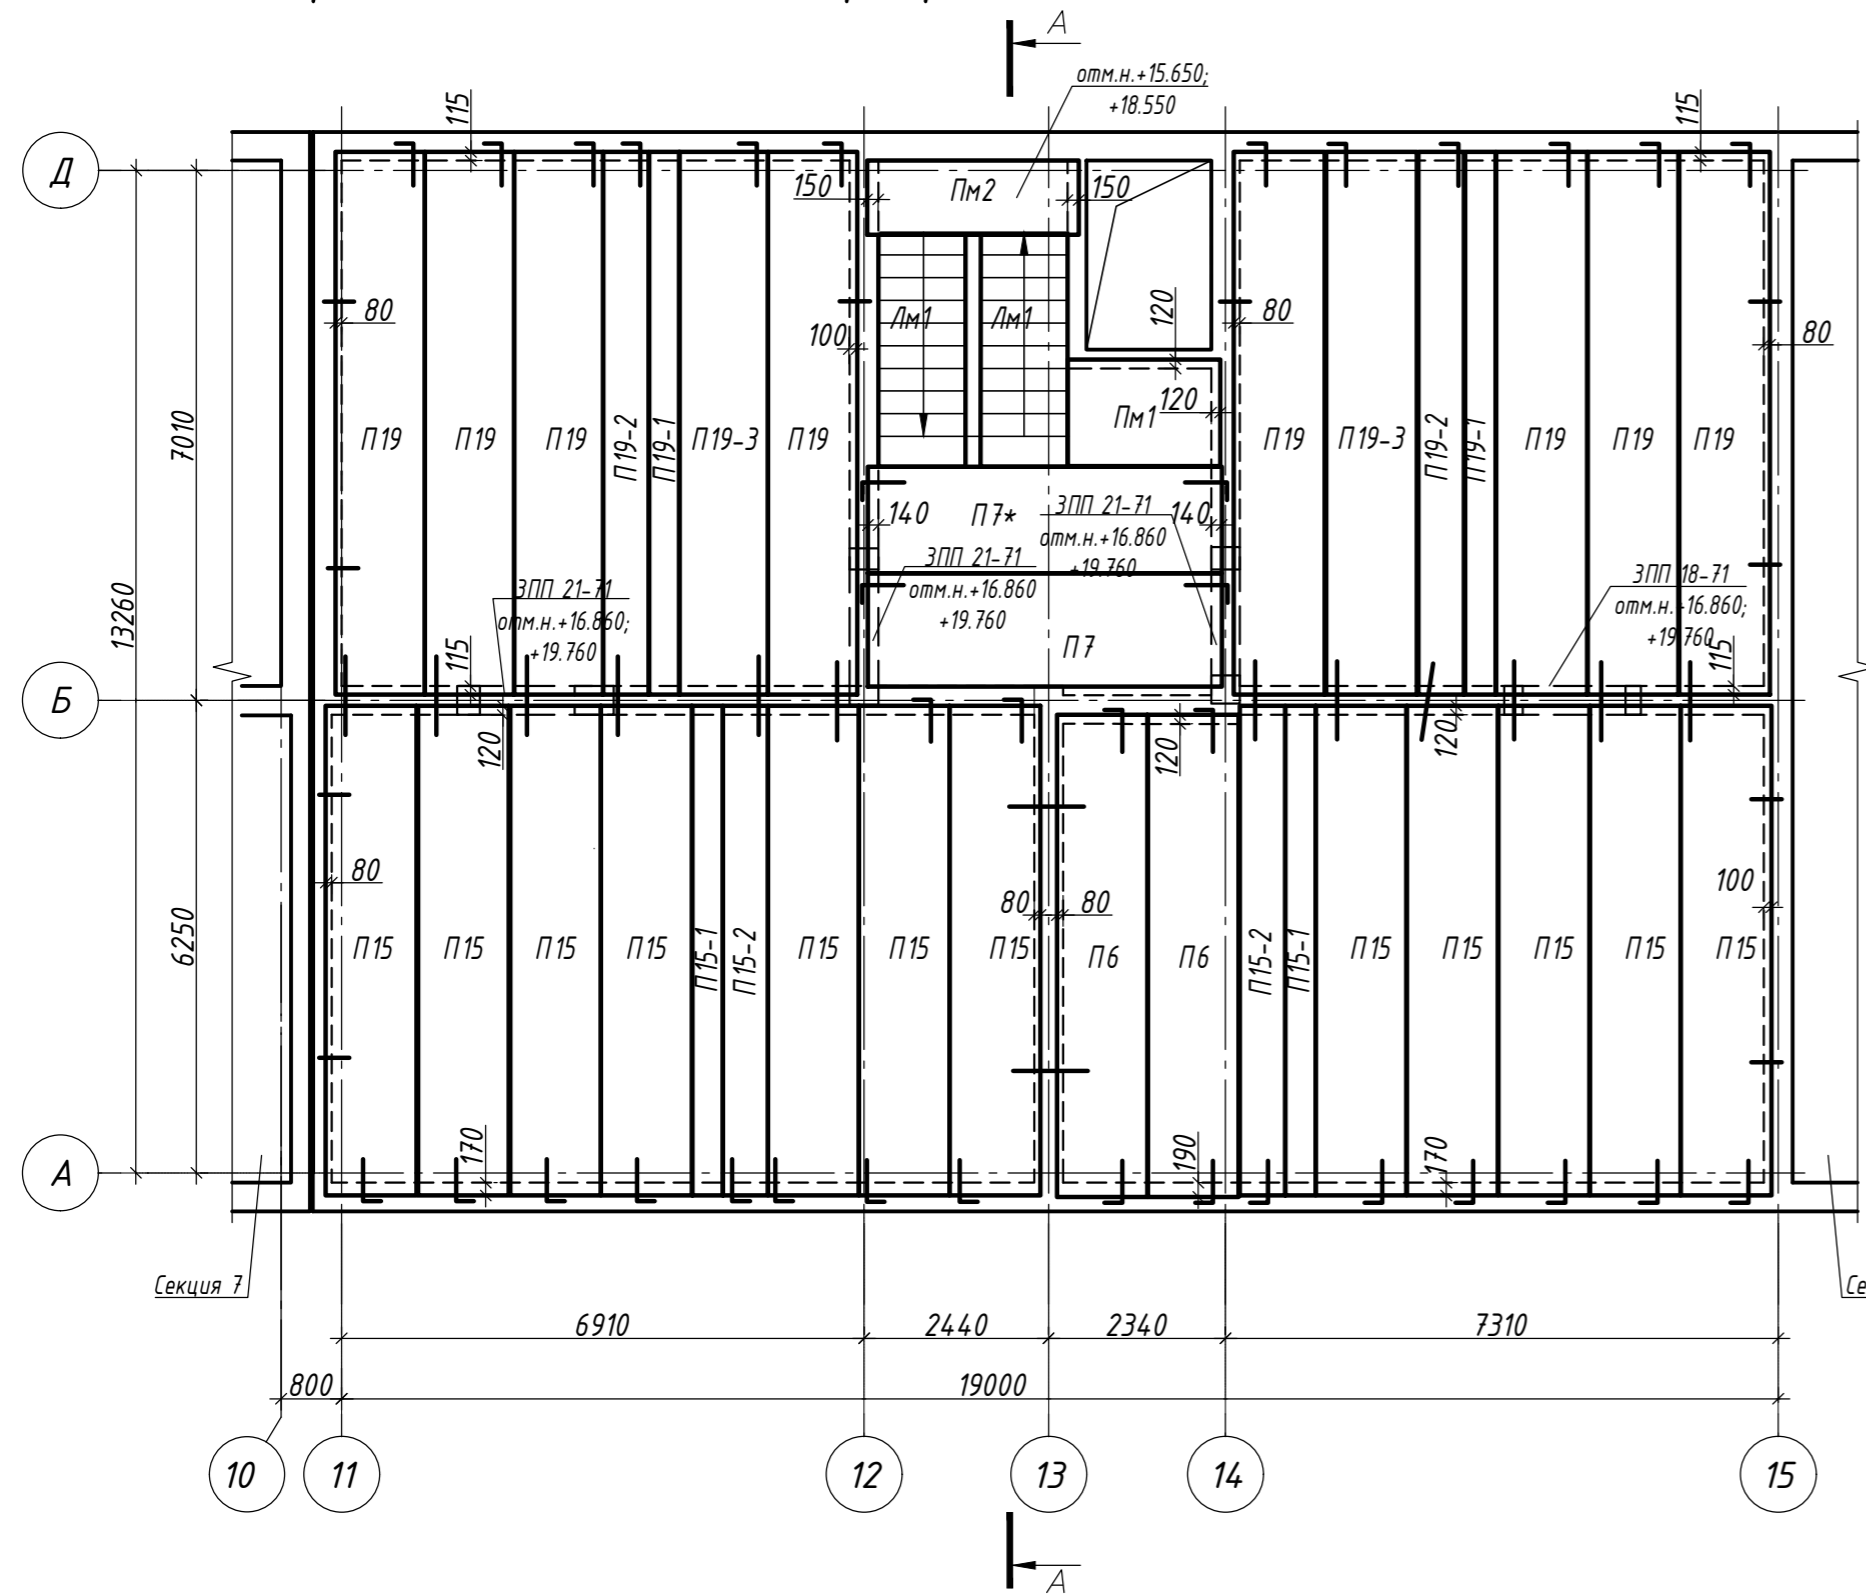 А
отм.н.+15.650;
+18.550
115
115
Д
150
Пм2
150
80
Лм1
Лм1
120
80
80
100
120
Пм1
7010
П19
П19
П19
П19-2
П19-1
П19-3
П19
П19
П19-3
П19-2
П19-1
П19
П19
П19
140
П7*
ЗПП 21-71
отм.н.+16.860
+19.760
140
ЗПП 21-71
отм.н.+16.860
+19.760
13260
ЗПП 21-71
отм.н.+16.860;
+19.760
ЗПП 18-71
отм.н.+16.860;
+19.760
115
П7
115
Б
120
120
120
80
80
80
100
6250
П15
П15
П15
П15
П15-1
П15-2
П15
П15
П15
П6
П6
П15-2
П15-1
П15
П15
П15
П15
П15
170
190
170
А
Секция 7
Се
6910
2440
2340
7310
800
19000
10
11
12
13
14
15
А